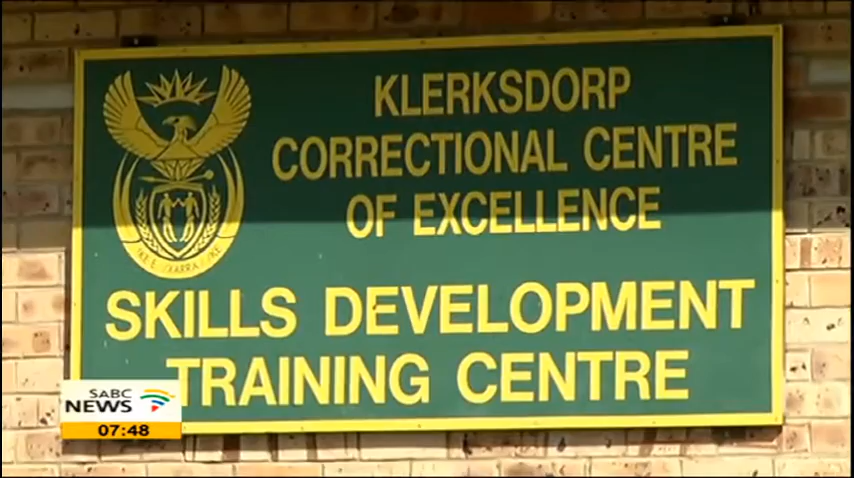 KLERKSDORP
CORRECTIONAL CENTRE
OF EXCELLENCE
SKILLS DEVELOPMENT
TRAINING CENTRE
SABC
NEWS
07:48